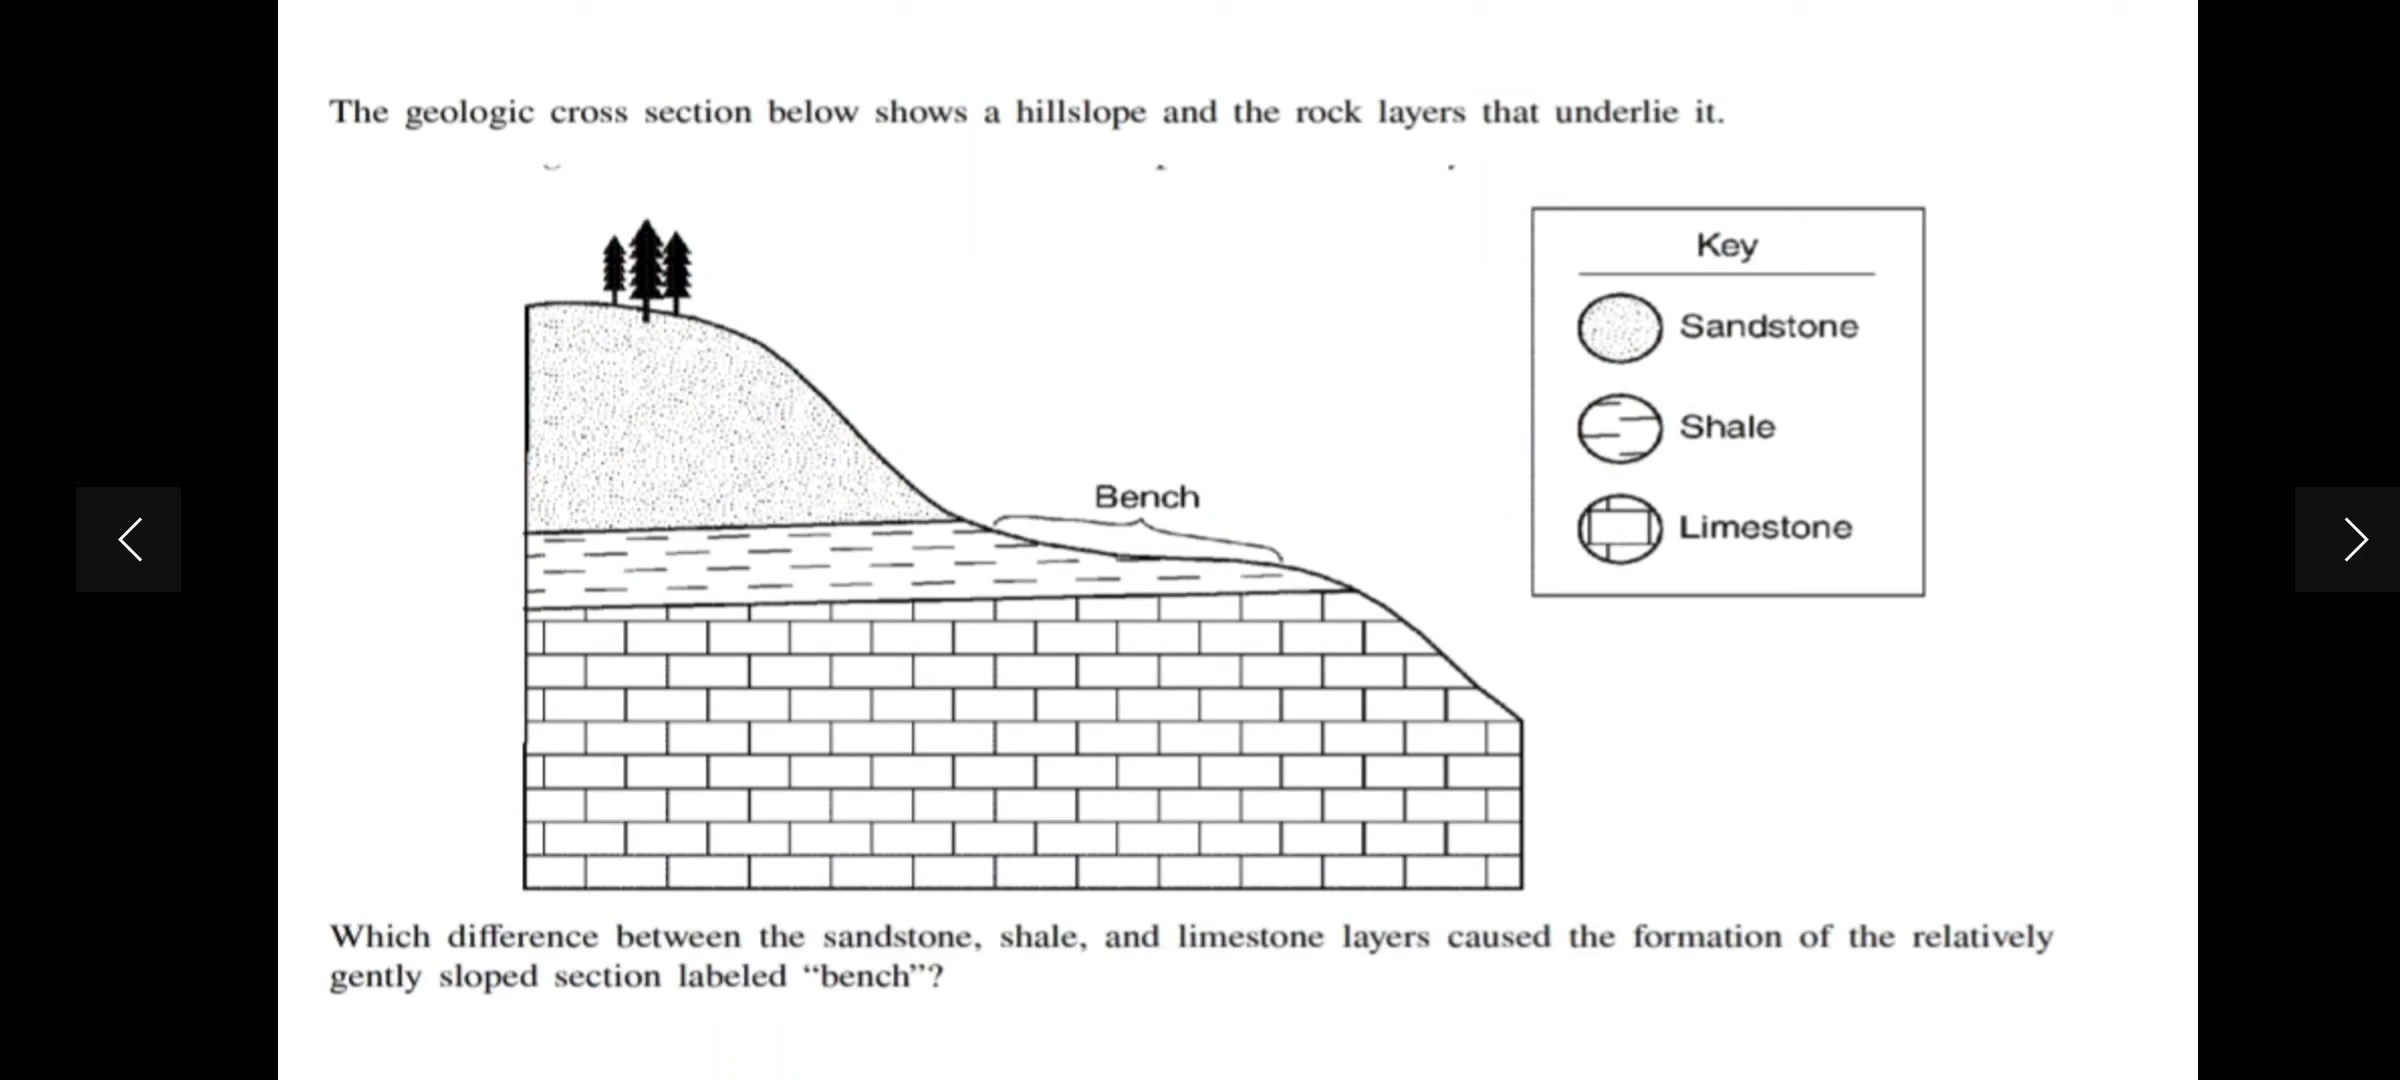 The geologic cross section below shows a hillslope and the rock layers that underlie it.
Key
Sandstone
Shale
Limestone
Bench
Which difference between the sandstone, shale, and limestone layers caused the formation of the relatively
gently sloped section labeled “bench”?